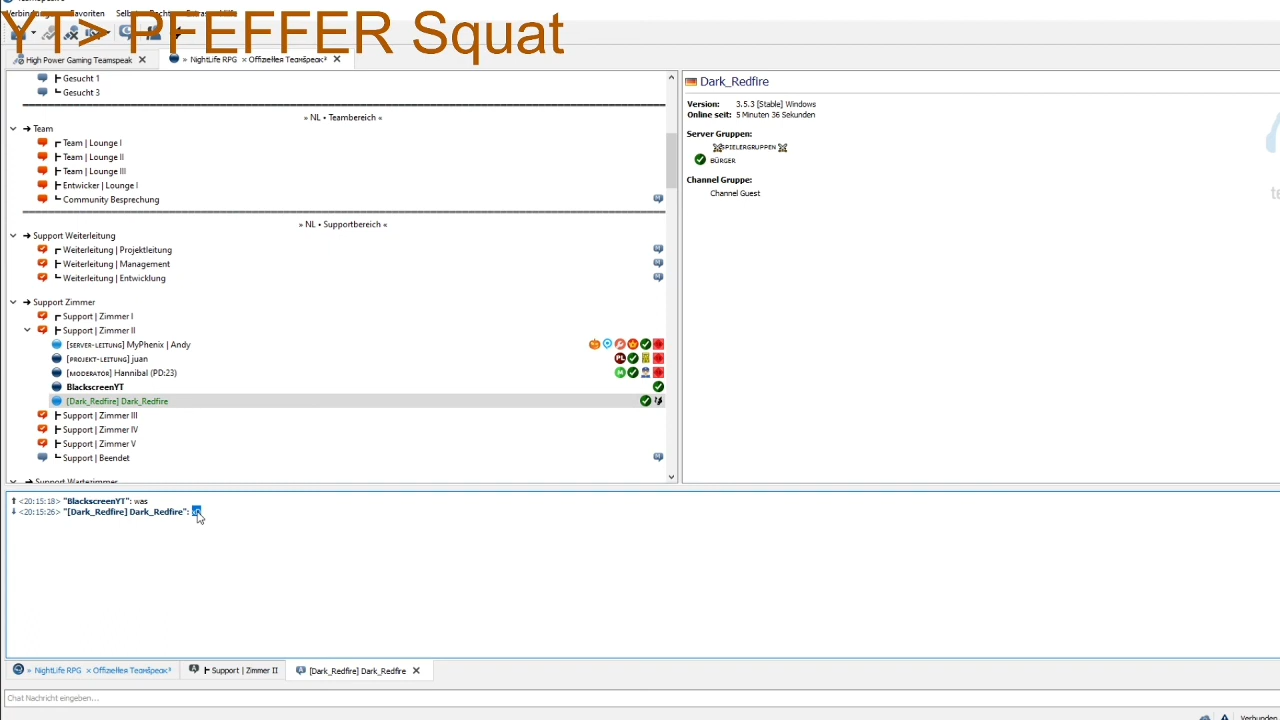 YT> PFEFFER Squat
Favoriten
High Power Gaming Teamspeak
» NightLife RPG × Offizieller Teamspeak³
Gesucht 1
Gesucht 3
» NL • Teambereich «
Team
Team | Lounge I
Team | Lounge II
Team | Lounge III
Entwicker | Lounge I
Community Besprechung
» NL • Supportbereich «
Support Weiterleitung
Weiterleitung | Projektleitung
Weiterleitung | Management
Weiterleitung | Entwicklung
Support Zimmer
Support | Zimmer I
Support | Zimmer II
[SERVER-LEITUNG] MyPhenix | Andy
[PROJEKT-LEITUNG] juan
[MODERATOR] Hannibal (PD:23)
BlackscreenYT
[Dark_Redfire] Dark_Redfire
Support | Zimmer III
Support | Zimmer IV
Support | Zimmer V
Support | Beendet
Support Wartezimmer
Dark_Redfire
Version: 3.5.3 [Stable] Windows
Online seit: 5 Minuten 36 Sekunden
Server Gruppen:
SPIELERGRUPPEN
BÜRGER
Channel Gruppe:
Channel Guest
<20:15:18> "BlackscreenYT": was
<20:15:26> "[Dark_Redfire] Dark_Redfire":
» NightLife RPG × Offizieller Teamspeak³
Support | Zimmer II
[Dark_Redfire] Dark_Redfire
Chat Nachricht eingeben...